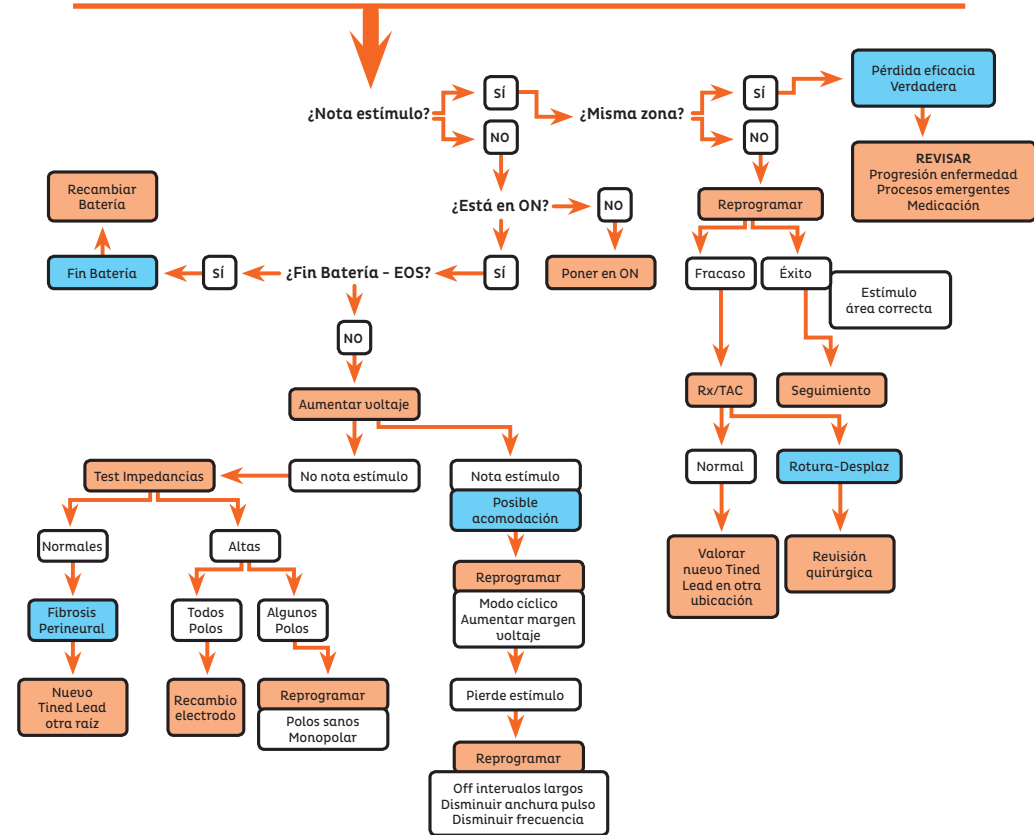 ¿Nota estímulo?
SÍ
NO
¿Misma zona?
SÍ
NO
Pérdida eficacia
Verdadera
REVISAR
Progresión enfermedad
Procesos emergentes
Medicación
Recambiar
Batería
¿Está en ON?
NO
Reprogramar
Fin Batería
SÍ
¿Fin Batería - EOS?
SÍ
Poner en ON
Fracaso
Éxito
Estímulo
área correcta
NO
Aumentar voltaje
Rx/TAC
Seguimiento
Test Impedancias
No nota estímulo
Nota estímulo
Posible
acomodación
Normal
Rotura-Desplaz
Normales
Altas
Valorar
nuevo Tined
Lead en otra
ubicación
Revisión
quirúrgica
Reprogramar
Modo cíclico
Aumentar margen
voltaje
Fibrosis
Perineural
Todos
Polos
Algunos
Polos
Nuevo
Tined Lead
otra raíz
Recambio
electrodo
Reprogramar
Polos sanos
Monopolar
Pierde estímulo
Reprogramar
Off intervalos largos
Disminuir anchura pulso
Disminuir frecuencia